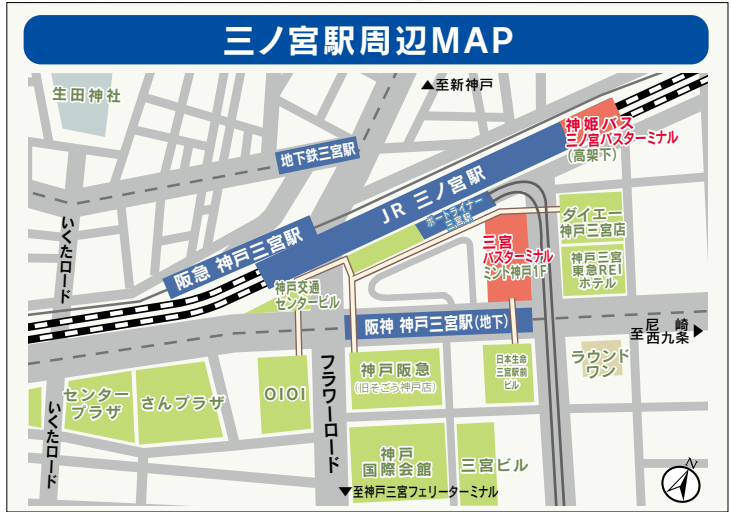 三ノ宮駅周辺MAP
生田神社
▲至新神戸
地下鉄三宮駅
神姫バス
三ノ宮バスターミナル
(高架下)
JR 三ノ宮駅
ポートライナー
三宮駅
阪急 神戸三宮駅
いくたロード
ダイエー
神戸三宮店
三宮
バスターミナル
ミント神戸1F
神戸三宮
東急REI
ホテル
神戸交通
センタービル
阪神 神戸三宮駅(地下)
至 尼崎
西九条 ▶
フラワーロード
神戸阪急
(旧そごう神戸店)
日本生命
三宮駅前
ビル
ラウンド
ワン
センター
プラザ
さんプラザ
OIOI
いくたロード
神戸
国際会館
三宮ビル
▼至神戸三宮フェリーターミナル
N